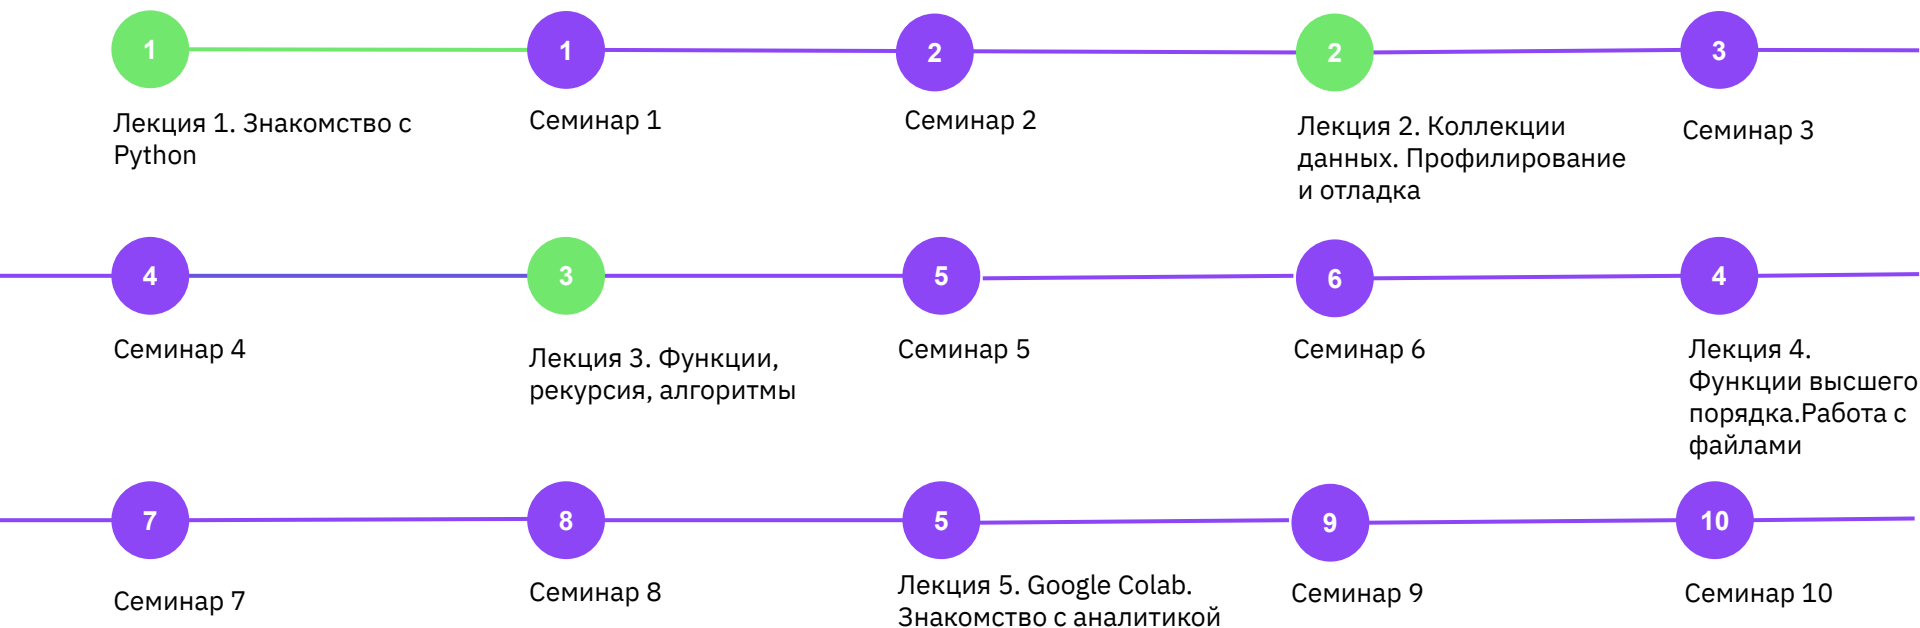 1
1
2
2
3
Лекция 1. Знакомство с
Python
Семинар 1
Семинар 2
Лекция 2. Коллекции
данных. Профилирование
и отладка
Семинар 3
4
3
5
6
4
Семинар 4
Лекция 3. Функции,
рекурсия, алгоритмы
Семинар 5
Семинар 6
Лекция 4.
Функции высшего
порядка.Работа с
файлами
7
8
5
9
10
Семинар 7
Семинар 8
Лекция 5. Google Colab.
Знакомство с аналитикой
Семинар 9
Семинар 10